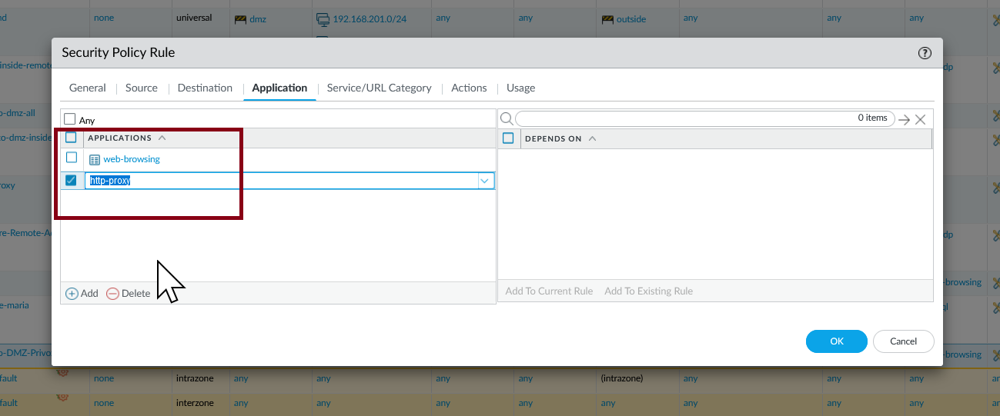 nd none universal dmz 192.168.201.0/24 any any outside any any any
Security Policy Rule
inside-remote
dp
General Source Destination Application Service/URL Category Actions Usage
o-dmz-all
Any
0 items
to-dmz-inside
APPLICATIONS
DEPENDS ON
web-browsing
http-proxy
roxy
re-Remote-Ac
dp
-browsing
Add Delete
Add To Current Rule Add To Existing Rule
e-maria
ql
OK Cancel
o-DMZ-Privo
-browsing
fault none intrazone any any any any (intrazone) any any any
fault none interzone any any any any any any any any